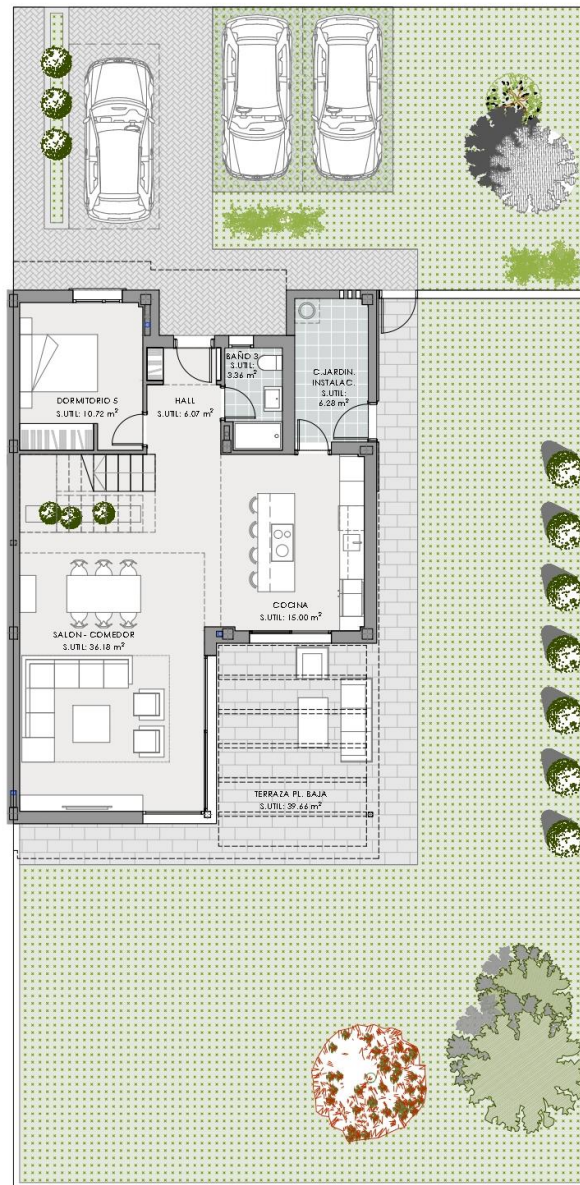 BAÑO 3
S.UTIL:
3.36 m²
C.JARDIN.
INSTALAC.
S.UTIL:
6.28 m²
DORMITORIO 5
S.UTIL: 10.72 m²
HALL
S.UTIL: 6.07 m²
COCINA
S.UTIL: 15.00 m²
SALON - COMEDOR
S.UTIL: 36.18 m²
TERRAZA PL. BAJA
S.UTIL: 39.66 m²